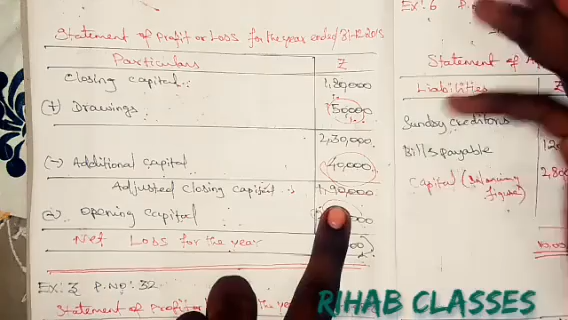 Statement of Profit or Loss for the year ended 31-12-2015
Particulars ₹
Closing capital 1,80,000
(+) Drawings 50,000
2,30,000
(-) Additional capital 40,000
Adjusted closing capital 1,90,000
Opening capital
Net Loss for the year
Ex: 3 P.No: 32
Statement of Profit
Ex: 6
Statement of
Liabilities ₹
Sundry creditors
Bills payable
Capital (Balancing figure)
RIHAB CLASSES